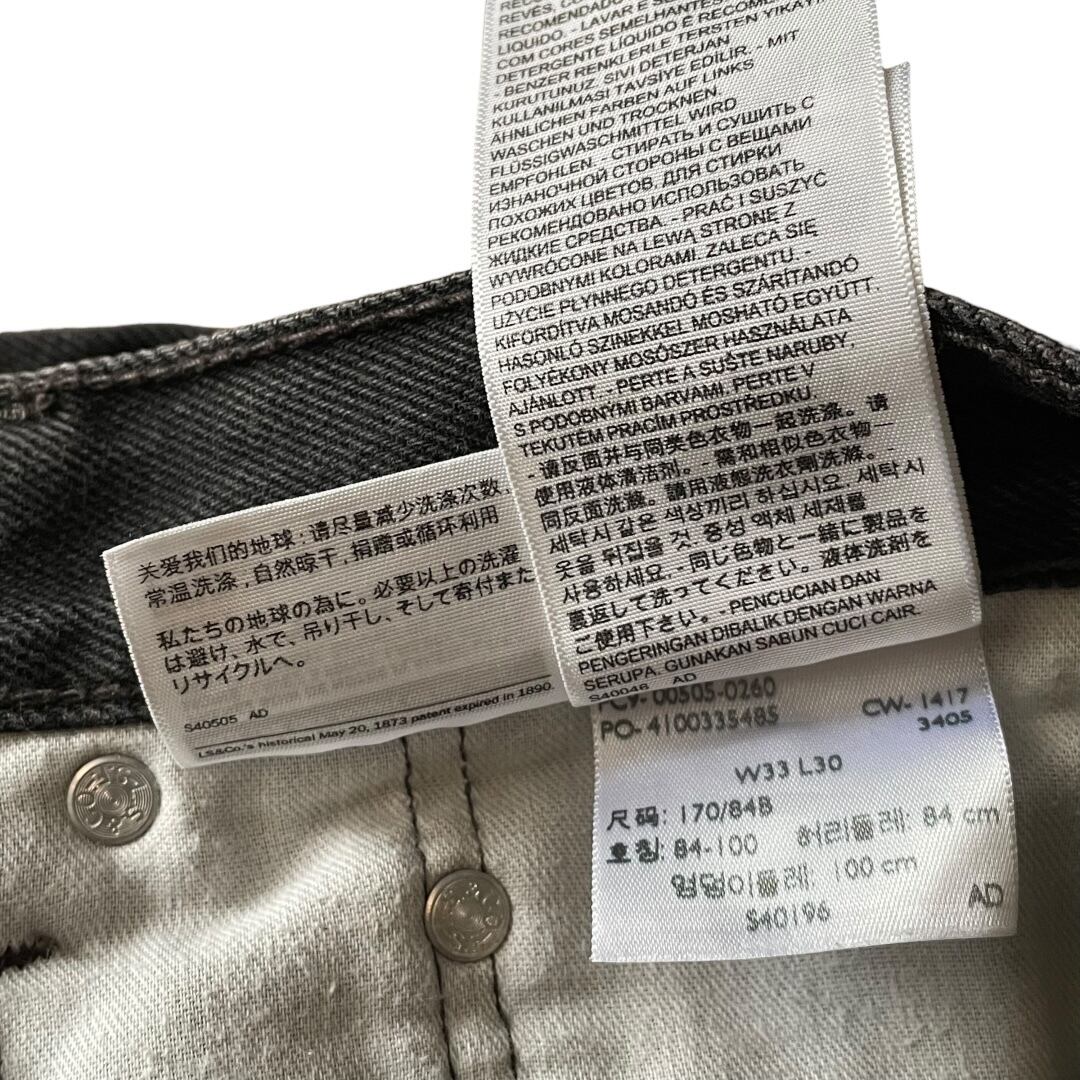 RECOMENDADO
LIQUIDO. - LAVAR E S
COM CORES SEMELHANTES
DETERGENTE LÍQUIDO É RECOME
- BENZER RENKLERLE TERSTEN YIKAYI
KURUTUNUZ. SIVI DETERJAN
KULLANILMASI TAVSİYE EDİLİR. - MIT
ÄHNLICHEN FARBEN AUF LINKS
WASCHEN UND TROCKNEN.
FLÜSSIGWASCHMITTEL WIRD
EMPFOHLEN. - СТИРАТЬ И СУШИТЬ С
ИЗНАНОЧНОЙ СТОРОНЫ С ВЕЩАМИ
ПОХОЖИХ ЦВЕТОВ. ДЛЯ СТИРКИ
РЕКОМЕНДОВАНО ИСПОЛЬЗОВАТЬ
ЖИДКИЕ СРЕДСТВА. - PRAĆ I SUSZYĆ
WYWRÓCONE NA LEWĄ STRONĘ Z
PODOBNYMI KOLORAMI. ZALECA SIĘ
UŻYCIE PŁYNNEGO DETERGENTU. -
KIFORDÍTVA MOSANDÓ ÉS SZÁRÍTANDÓ
HASONLÓ SZÍNEKKEL MOSHATÓ EGYÜTT.
FOLYÉKONY MOSÓSZER HASZNÁLATA
AJÁNLOTT. - PERTE A SUŠTE NARUBY,
S PODOBNÝMI BARVAMI. PERTE V
TEKUTÉM PRACÍM PROSTŘEDKU.
- 请反面并与同类色衣物一起洗涤。请
使用液体清洁剂。- 需和相似色衣物一
同反面洗滌。請用液態洗衣劑洗滌。-
세탁시 같은 색상끼리 하십시요. 세탁시
옷을 뒤집을 것 중성 액체 세제를
사용하세요. - 同じ色物と一緒に製品を
裏返して洗ってください。液体洗剤を
ご使用下さい。- PENCUCIAN DAN
PENGERINGAN DIBALIK DENGAN WARNA
SERUPA. GUNAKAN SABUN CUCI CAIR.
S40046 AD
关爱我们的地球：请尽量减少洗涤次数，
常温洗涤，自然晾干，捐赠或循环利用
私たちの地球の為に。必要以上の洗濯
は避け、水で、吊り干し、そして寄付また
リサイクルへ。
S40505 AD
LS&Co.'s historical May 20, 1873 patent expired in 1890.
PC9- 00505-0260
PO- 4100335485
CW- 1417
3405
W33 L30
尺码: 170/84B
호칭: 84-100 허리둘레: 84 cm
엉덩이둘레: 100 cm
S40196
AD